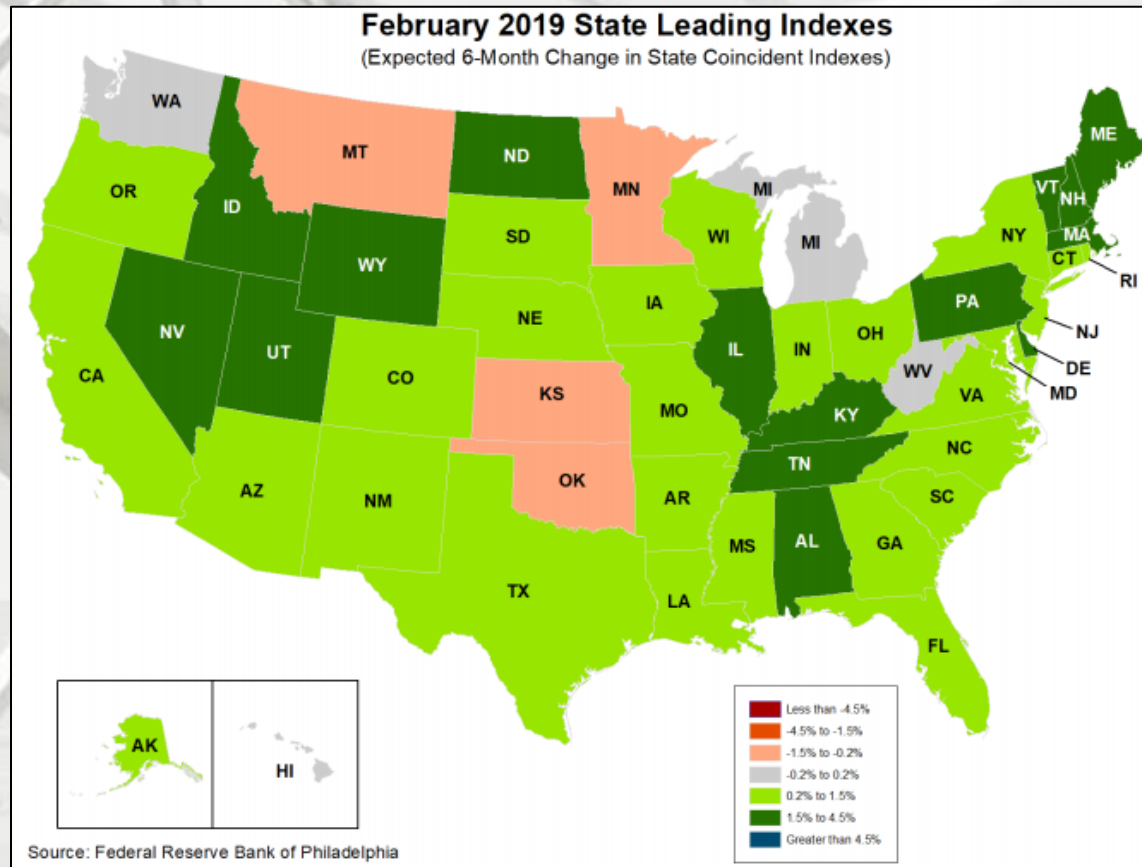 February 2019 State Leading Indexes
(Expected 6-Month Change in State Coincident Indexes)
WA
MT
ND
MN
MI
ME
VT
NH
OR
ID
SD
WI
MI
NY
MA
CT
RI
WY
IA
PA
NJ
NV
NE
OH
UT
IL
IN
DE
CA
CO
WV
MD
KS
MO
VA
KY
NC
TN
AZ
NM
OK
AR
SC
MS
AL
GA
TX
LA
FL
AK
HI
Less than -4.5%
-4.5% to -1.5%
-1.5% to -0.2%
-0.2% to 0.2%
0.2% to 1.5%
1.5% to 4.5%
Greater than 4.5%
Source: Federal Reserve Bank of Philadelphia